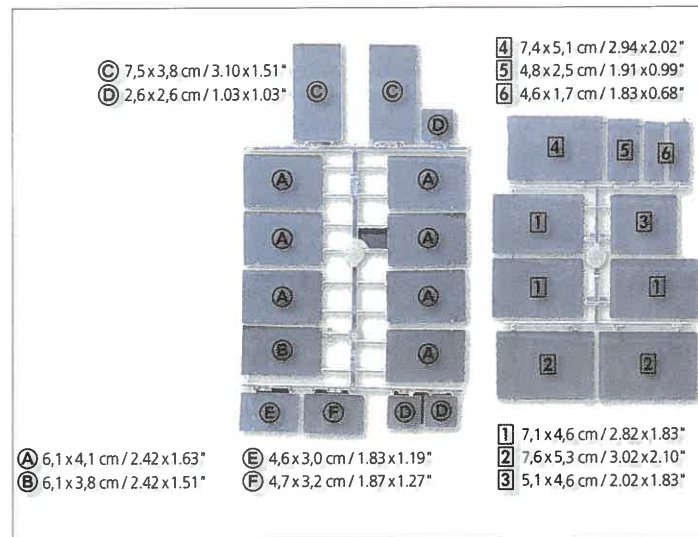 Ⓒ 7,5 x 3,8 cm / 3.10 x 1.51"
Ⓓ 2,6 x 2,6 cm / 1.03 x 1.03"
4 7,4 x 5,1 cm / 2.94 x 2.02"
5 4,8 x 2,5 cm / 1.91 x 0.99"
6 4,6 x 1,7 cm / 1.83 x 0.68"
C C
D
4 5 6
A A
1 3
A A
A A
1 1
B A
2 2
E F D D
Ⓐ 6,1 x 4,1 cm / 2.42 x 1.63"
Ⓑ 6,1 x 3,8 cm / 2.42 x 1.51"
Ⓔ 4,6 x 3,0 cm / 1.83 x 1.19"
Ⓕ 4,7 x 3,2 cm / 1.87 x 1.27"
1 7,1 x 4,6 cm / 2.82 x 1.83"
2 7,6 x 5,3 cm / 3.02 x 2.10"
3 5,1 x 4,6 cm / 2.02 x 1.83"